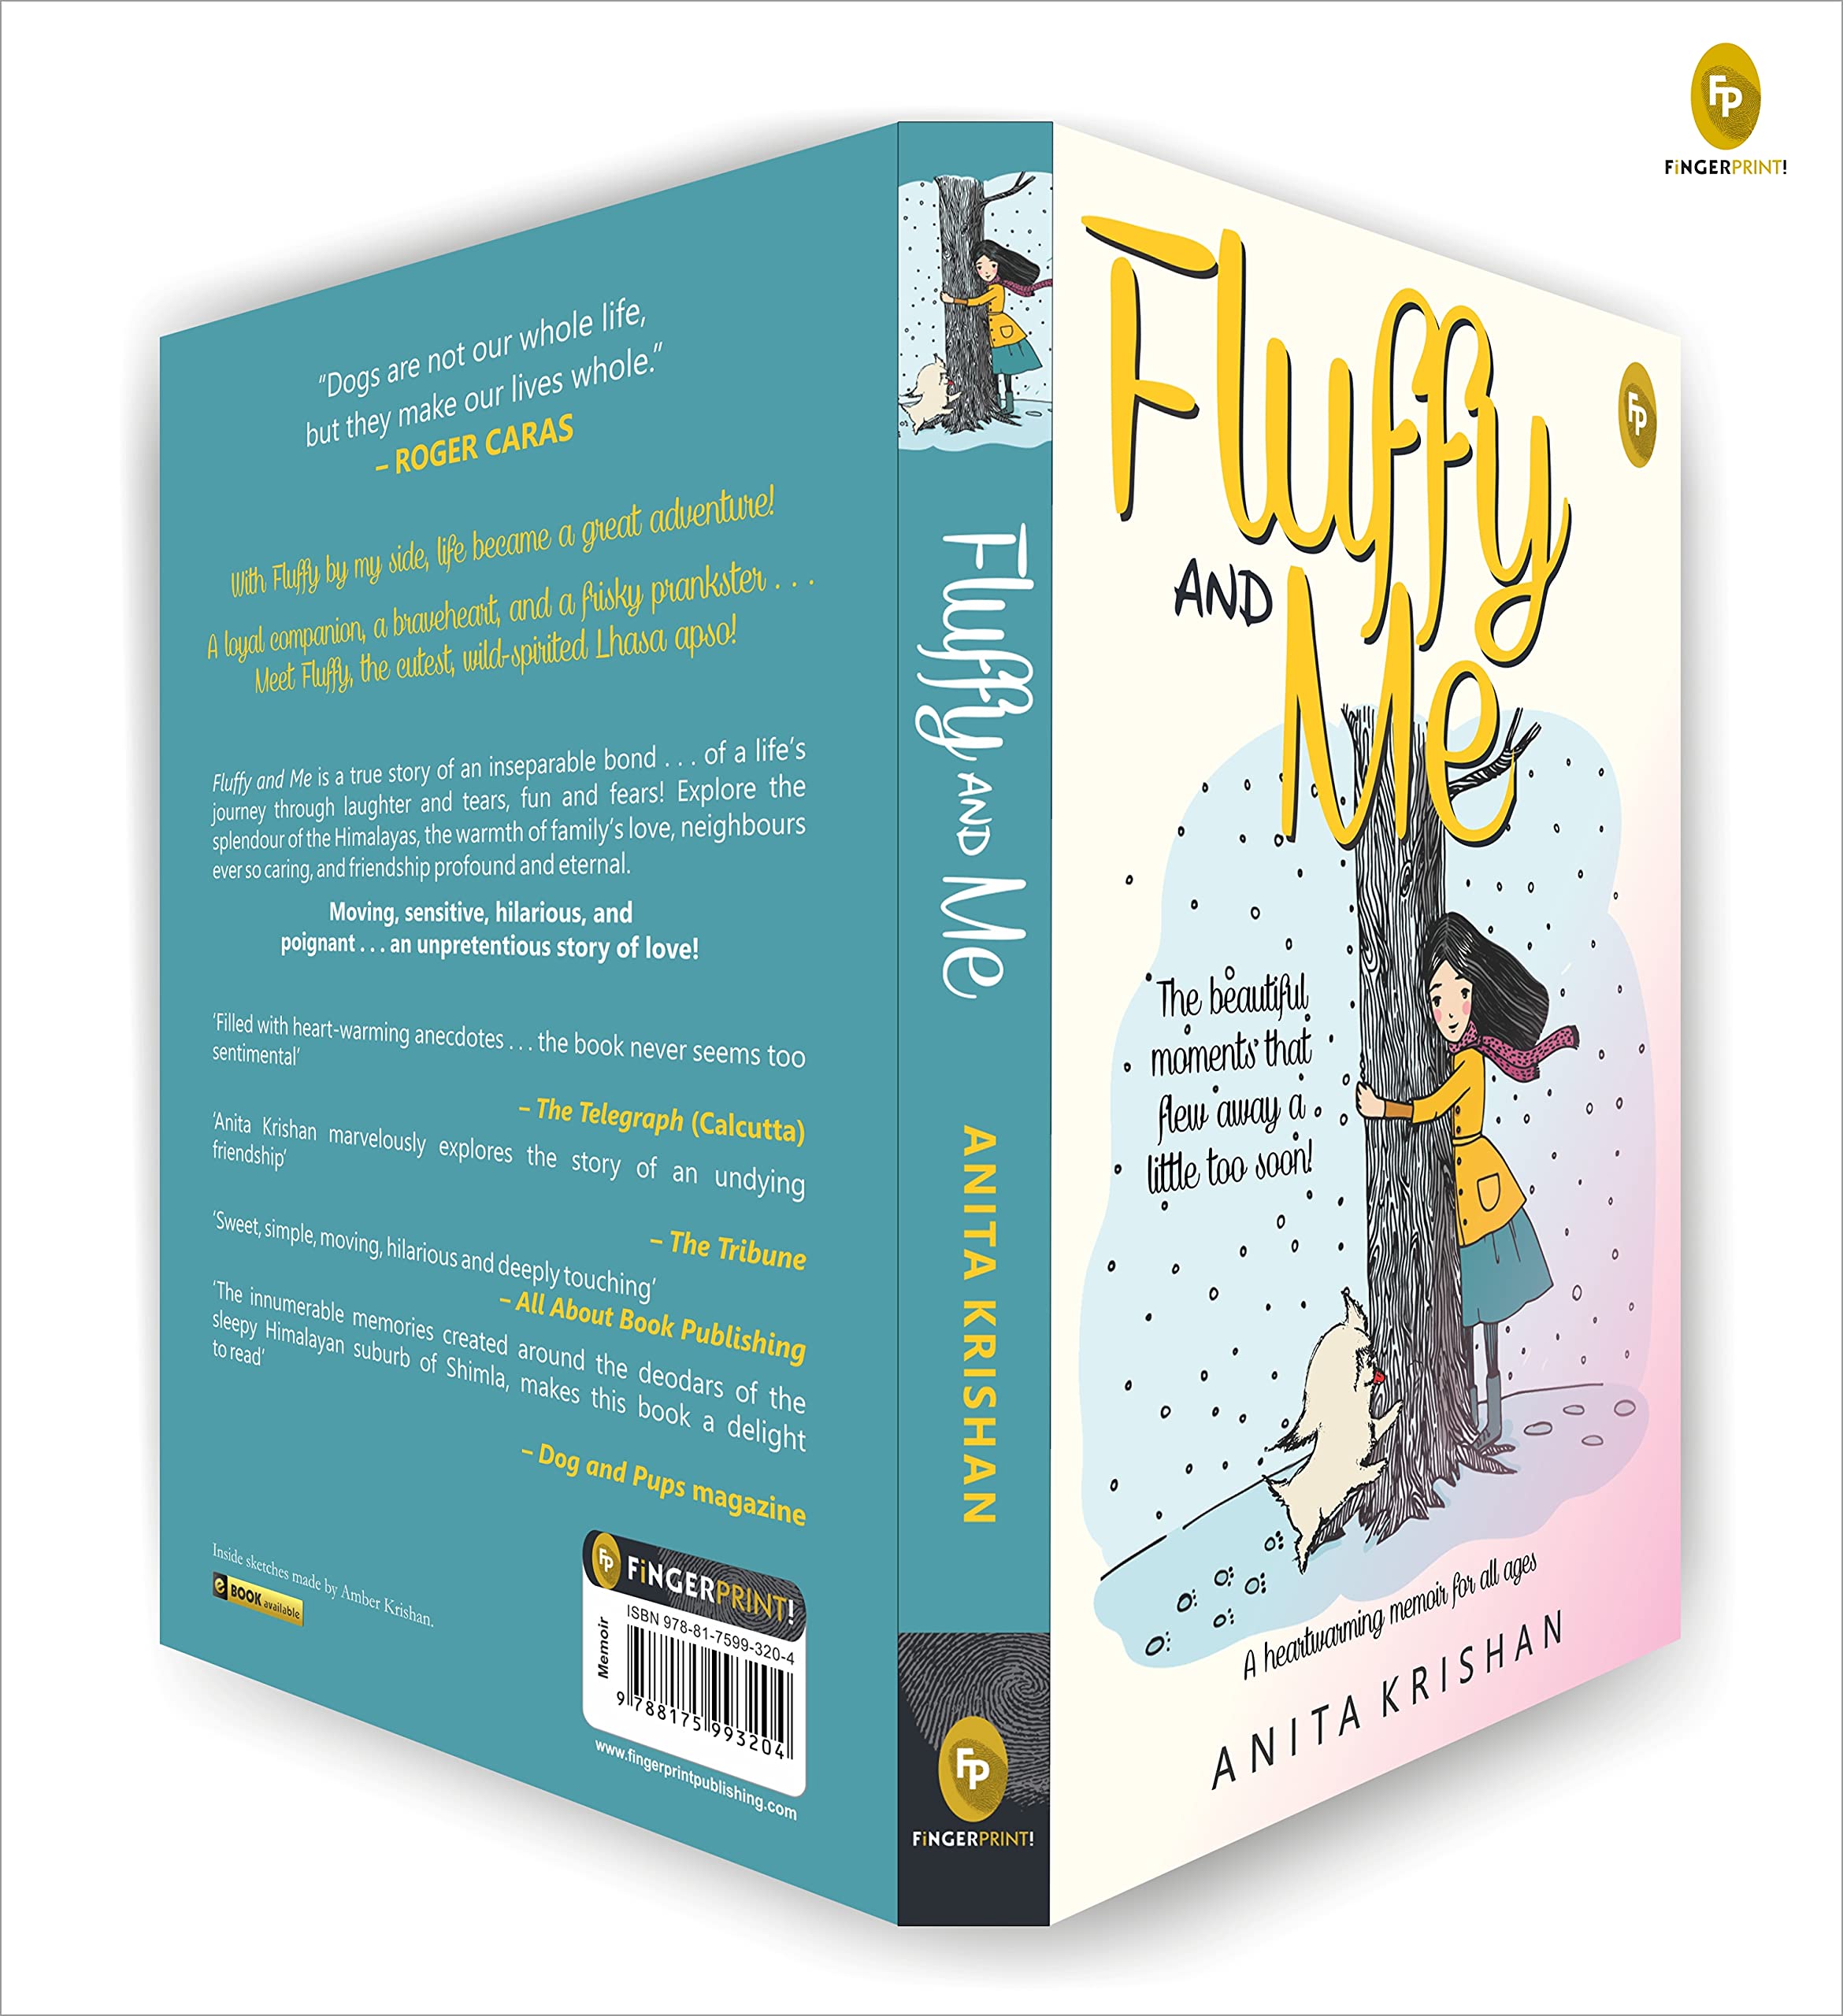 FP
FiNGERPRINT!
"Dogs are not our whole life,
but they make our lives whole."
– ROGER CARAS
With Fluffy by my side, life became a great adventure!
A loyal companion, a braveheart, and a frisky prankster . . .
Meet Fluffy, the cutest, wild-spirited Lhasa apso!
Fluffy and Me is a true story of an inseparable bond . . . of a life's
journey through laughter and tears, fun and fears! Explore the
splendour of the Himalayas, the warmth of family's love, neighbours
ever so caring, and friendship profound and eternal.
Moving, sensitive, hilarious, and
poignant . . . an unpretentious story of love!
'Filled with heart-warming anecdotes . . . the book never seems too
sentimental'
– The Telegraph (Calcutta)
'Anita Krishan marvelously explores the story of an undying
friendship'
– The Tribune
'Sweet, simple, moving, hilarious and deeply touching'
– All About Book Publishing
'The innumerable memories created around the deodars of the
sleepy Himalayan suburb of Shimla, makes this book a delight
to read'
– Dog and Pups magazine
Inside sketches made by Amber Krishan.
e BOOK available
FP FiNGERPRINT!
ISBN 978-81-7599-320-4
Memoir
9 788175 993204
www.fingerprintpublishing.com
Fluffy AND Me
ANITA KRISHAN
FP
FiNGERPRINT!
Fluffy
AND
Me
FP
The beautiful
moments that
flew away a
little too soon!
A heartwarming memoir for all ages
ANITA KRISHAN